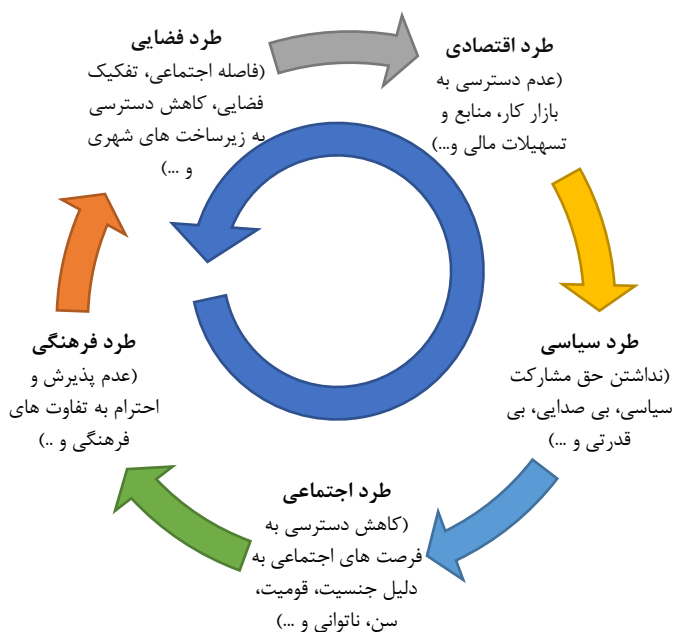 طرد اقتصادی
(عدم دسترسی به
بازار کار، منابع و
تسهیلات مالی و...)
طرد سیاسی
(نداشتن حق مشارکت
سیاسی، بی صدایی، بی
قدرتی و ...)
طرد اجتماعی
(کاهش دسترسی به
فرصت های اجتماعی به
دلیل جنسیت، قومیت،
سن، ناتوانی و ...)
طرد فرهنگی
(عدم پذیرش و
احترام به تفاوت های
فرهنگی و ..)
طرد فضایی
(فاصله اجتماعی، تفکیک
فضایی، کاهش دسترسی
به زیرساخت های شهری
و ...)